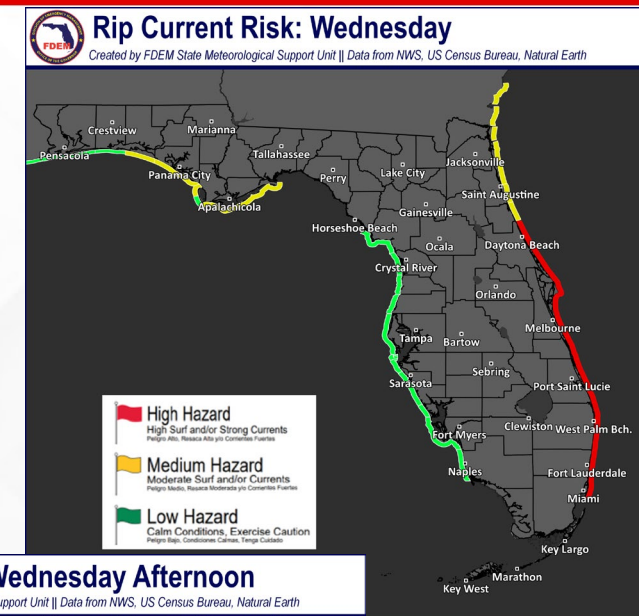 FDEM
Rip Current Risk: Wednesday
Created by FDEM State Meteorological Support Unit || Data from NWS, US Census Bureau, Natural Earth
Crestview
Marianna
Pensacola
Tallahassee
Jacksonville
Panama City
Perry
Lake City
Saint Augustine
Apalachicola
Gainesville
Horseshoe Beach
Ocala
Daytona Beach
Crystal River
Orlando
Melbourne
Tampa
Bartow
Sebring
Sarasota
Port Saint Lucie
Clewiston
West Palm Bch.
Fort Myers
Naples
Fort Lauderdale
Miami
Key Largo
Marathon
Key West
High Hazard
High Surf and/or Strong Currents
Peligro Alto, Resaca Alta y/o Corrientes Fuertes
Medium Hazard
Moderate Surf and/or Currents
Peligro Medio, Resaca Moderada y/o Corrientes Fuertes
Low Hazard
Calm Conditions, Exercise Caution
Peligro Bajo, Condiciones Calmas, Tenga Cuidado
Wednesday Afternoon
Support Unit || Data from NWS, US Census Bureau, Natural Earth